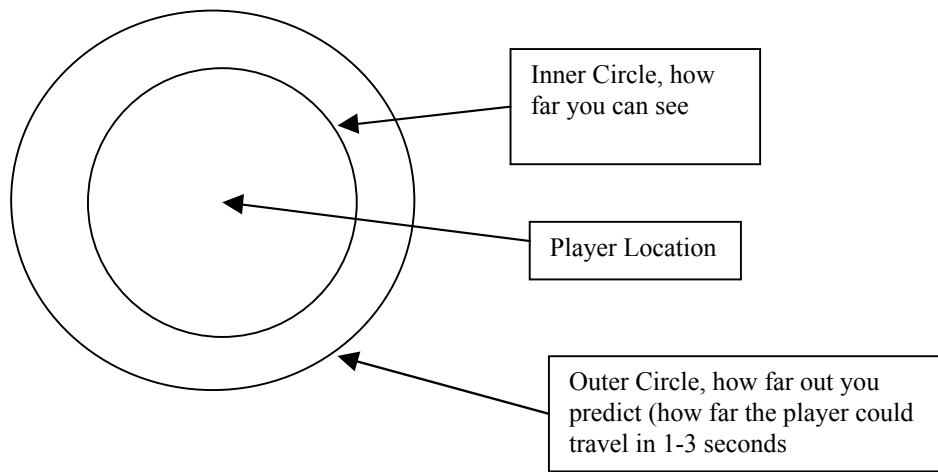 Inner Circle, how
far you can see
Player Location
Outer Circle, how far out you
predict (how far the player could
travel in 1-3 seconds